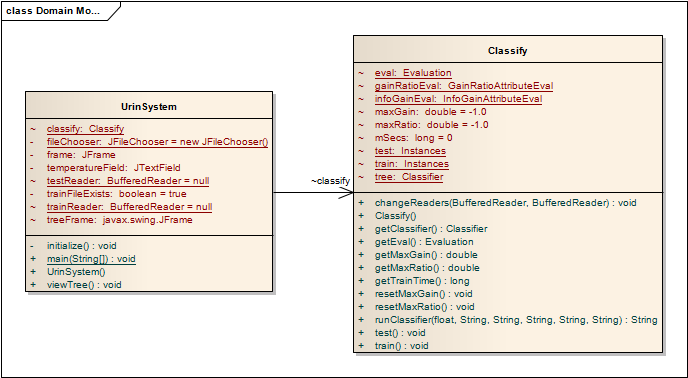 class Domain Mo...
UrinSystem
~ classify: Classify
- fileChooser: JFileChooser = new JFileChooser()
- frame: JFrame
- temperatureField: JTextField
~ testReader: BufferedReader = null
- trainFileExists: boolean = true
~ trainReader: BufferedReader = null
~ treeFrame: javax.swing.JFrame
- initialize() : void
+ main(String[]) : void
+ UrinSystem()
+ viewTree() : void
~classify
Classify
~ eval: Evaluation
~ gainRatioEval: GainRatioAttributeEval
~ infoGainEval: InfoGainAttributeEval
~ maxGain: double = -1.0
~ maxRatio: double = -1.0
~ mSecs: long = 0
~ test: Instances
~ train: Instances
~ tree: Classifier
+ changeReaders(BufferedReader, BufferedReader) : void
+ Classify()
+ getClassifier() : Classifier
+ getEval() : Evaluation
+ getMaxGain() : double
+ getMaxRatio() : double
+ getTrainTime() : long
+ resetMaxGain() : void
+ resetMaxRatio() : void
+ runClassifier(float, String, String, String, String, String) : String
+ test() : void
+ train() : void